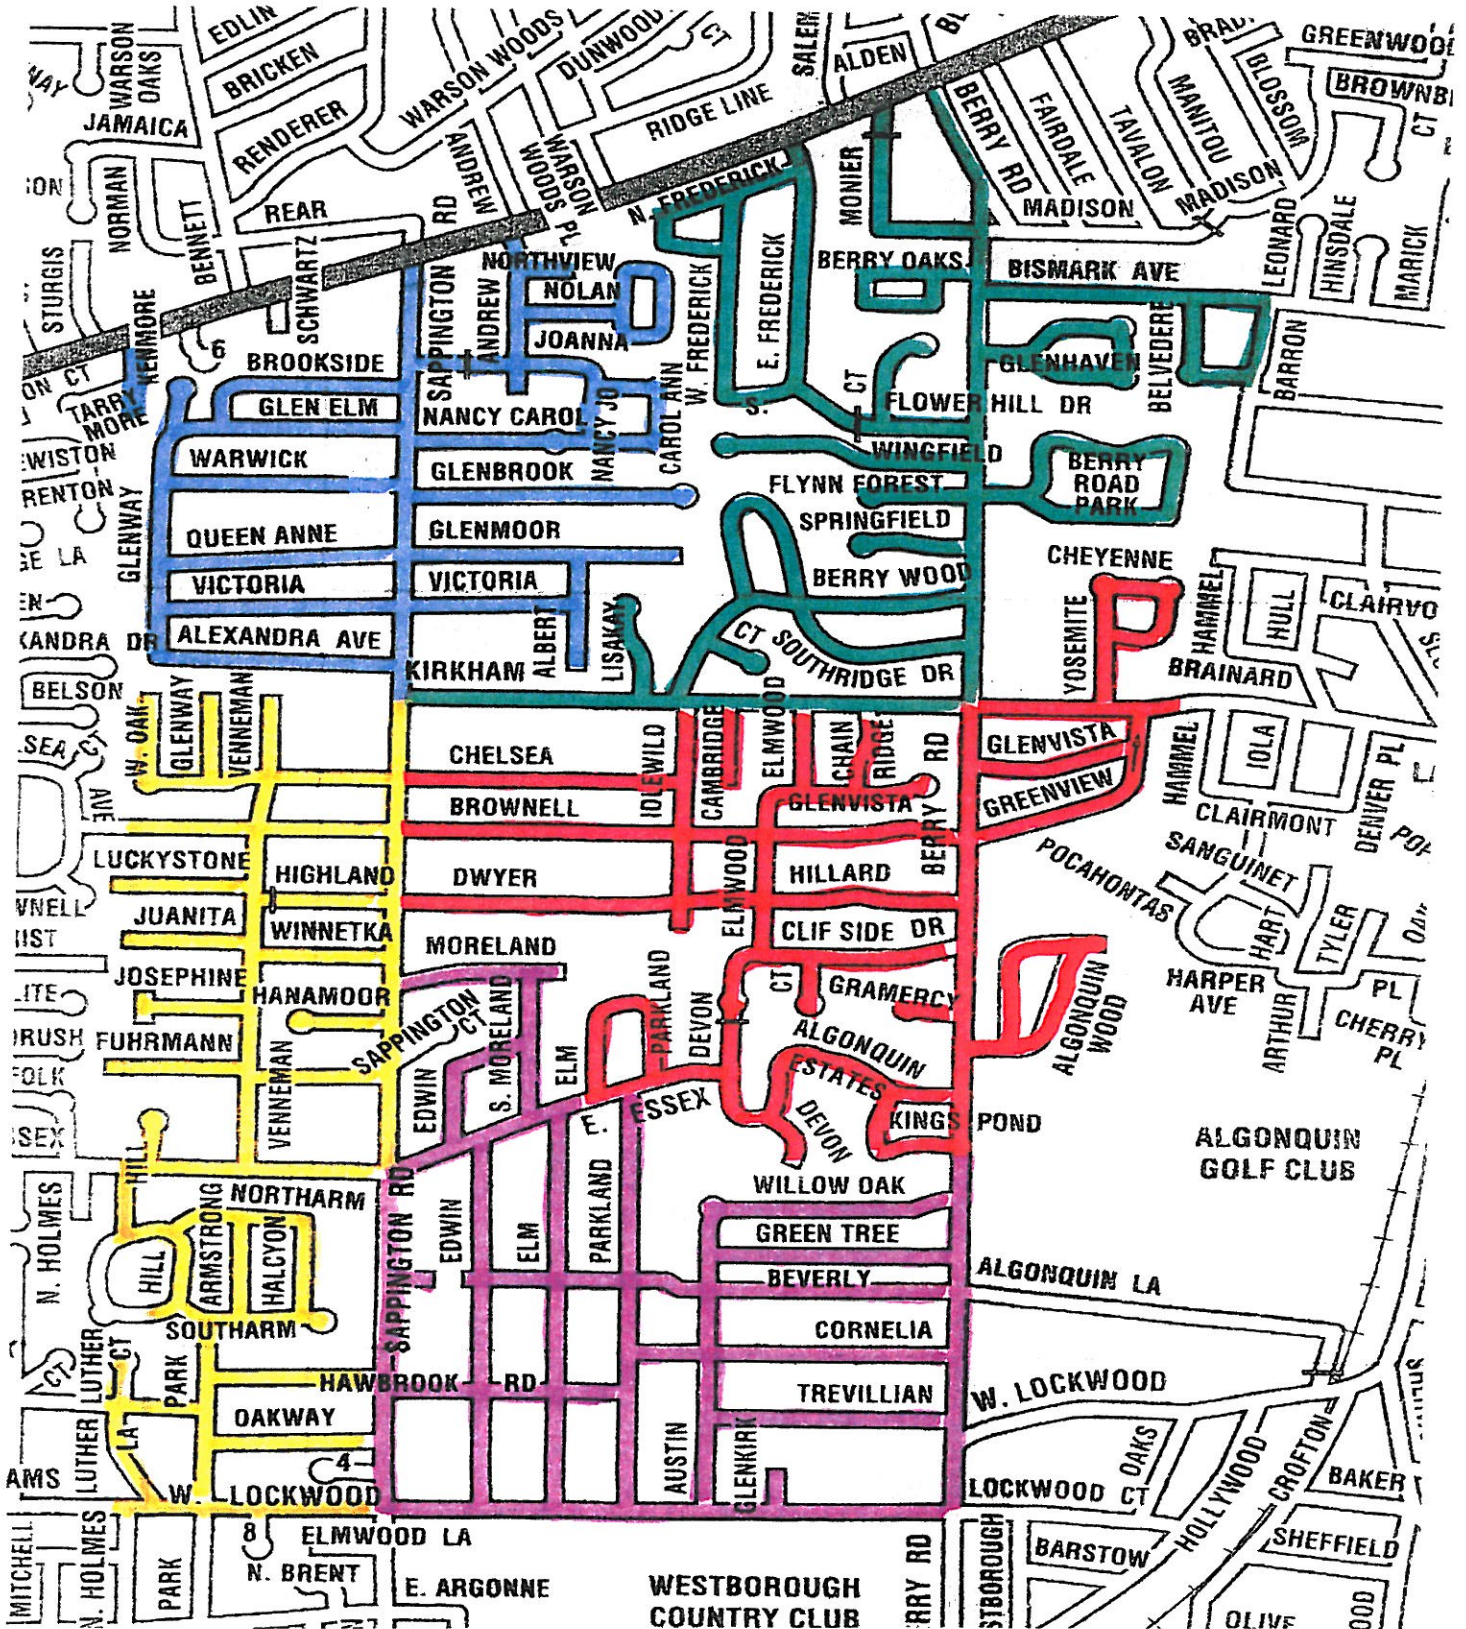 EDLIN
WARSON
OAKS
BRICKEN
WARSON WOODS
DUNWOOD
CT
SALEM
ALDEN
GREENWOOD
BLOSSOM
RENDERER
JAMAICA
RIDGE LINE
BERRY RD
FAIRDALE
TAVALON
MANITOU
CT
NORMAN
BENNETT
REAR
ANDREW
WARSON
WOODS PL
N. FREDERICK
MONIER
MADISON
MADISON
LEONARD
HINSDALE
MARICK
STURGIS
SCHWARTZ
SAPPINGTON RD
NORTHVIEW
NOLAN
ANDREW
JOANNA
W. FREDERICK
E. FREDERICK
BERRY OAKS
BISMARK AVE
BELVEDERE
BARRON
KENMORE
6
BROOKSIDE
GLEN ELM
NANCY CAROL
NANCY JO
CAROL ANN
S.
CT
FLOWER HILL DR
GLENHAVEN
TARRY
MORE
WARWICK
GLENBROOK
WINGFIELD
FLYNN FOREST
BERRY
ROAD
PARK
GLENWAY
QUEEN ANNE
GLENMOOR
SPRINGFIELD
CHEYENNE
VICTORIA
VICTORIA
BERRY WOOD
YOSEMITE
HAMMEL
HULL
ALEXANDRA AVE
ALBERT
LISAKAY
CT
SOUTHRIDGE DR
BRAINARD
KIRKHAM
BELSON
W. OAK
GLENWAY
VENNEMAN
CHELSEA
IDLEWILD
CAMBRIDGE
ELMWOOD
CHAIN
RIDGE
BERRY RD
GLENVISTA
HAMMEL
IOLA
DENVER PL
AVE
BROWNELL
GLENVISTA
GREENVIEW
CLAIRMONT
LUCKYSTONE
HIGHLAND
DWYER
ELMWOOD
HILLARD
POCAHONTAS
SANGUINET
JUANITA
WINNETKA
MORELAND
CLIF SIDE DR
HART
TYLER
JOSEPHINE
HANAMOOR
SAPPINGTON
CT
S. MORELAND
PARKLAND
DEVON
CT
GRAMERCY
ALGONQUIN
WOOD
HARPER
AVE
PL
FUHRMANN
VENNEMAN
EDWIN
ELM
ALGONQUIN
ESTATES
ARTHUR
CHERRY
PL
E. ESSEX
DEVON
KINGS POND
HILL
ALGONQUIN
GOLF CLUB
N. HOLMES
NORTHARM
SAPPINGTON RD
EDWIN
ELM
PARKLAND
WILLOW OAK
HILL
ARMSTRONG
HALCYON
GREEN TREE
BEVERLY
ALGONQUIN LA
SOUTHARM
CORNELIA
LUTHER CT
PARK
CT
HAWBROOK RD
TREVILLIAN
W. LOCKWOOD
LUTHER LA
OAKWAY
AUSTIN
GLENKIRK
OAKS
HOLLYWOOD
CROFTON
4
W. LOCKWOOD
LOCKWOOD CT
BAKER
MITCHELL
N. HOLMES
PARK
8
ELMWOOD LA
BARSTOW
SHEFFIELD
N. BRENT
E. ARGONNE
WESTBOROUGH
COUNTRY CLUB